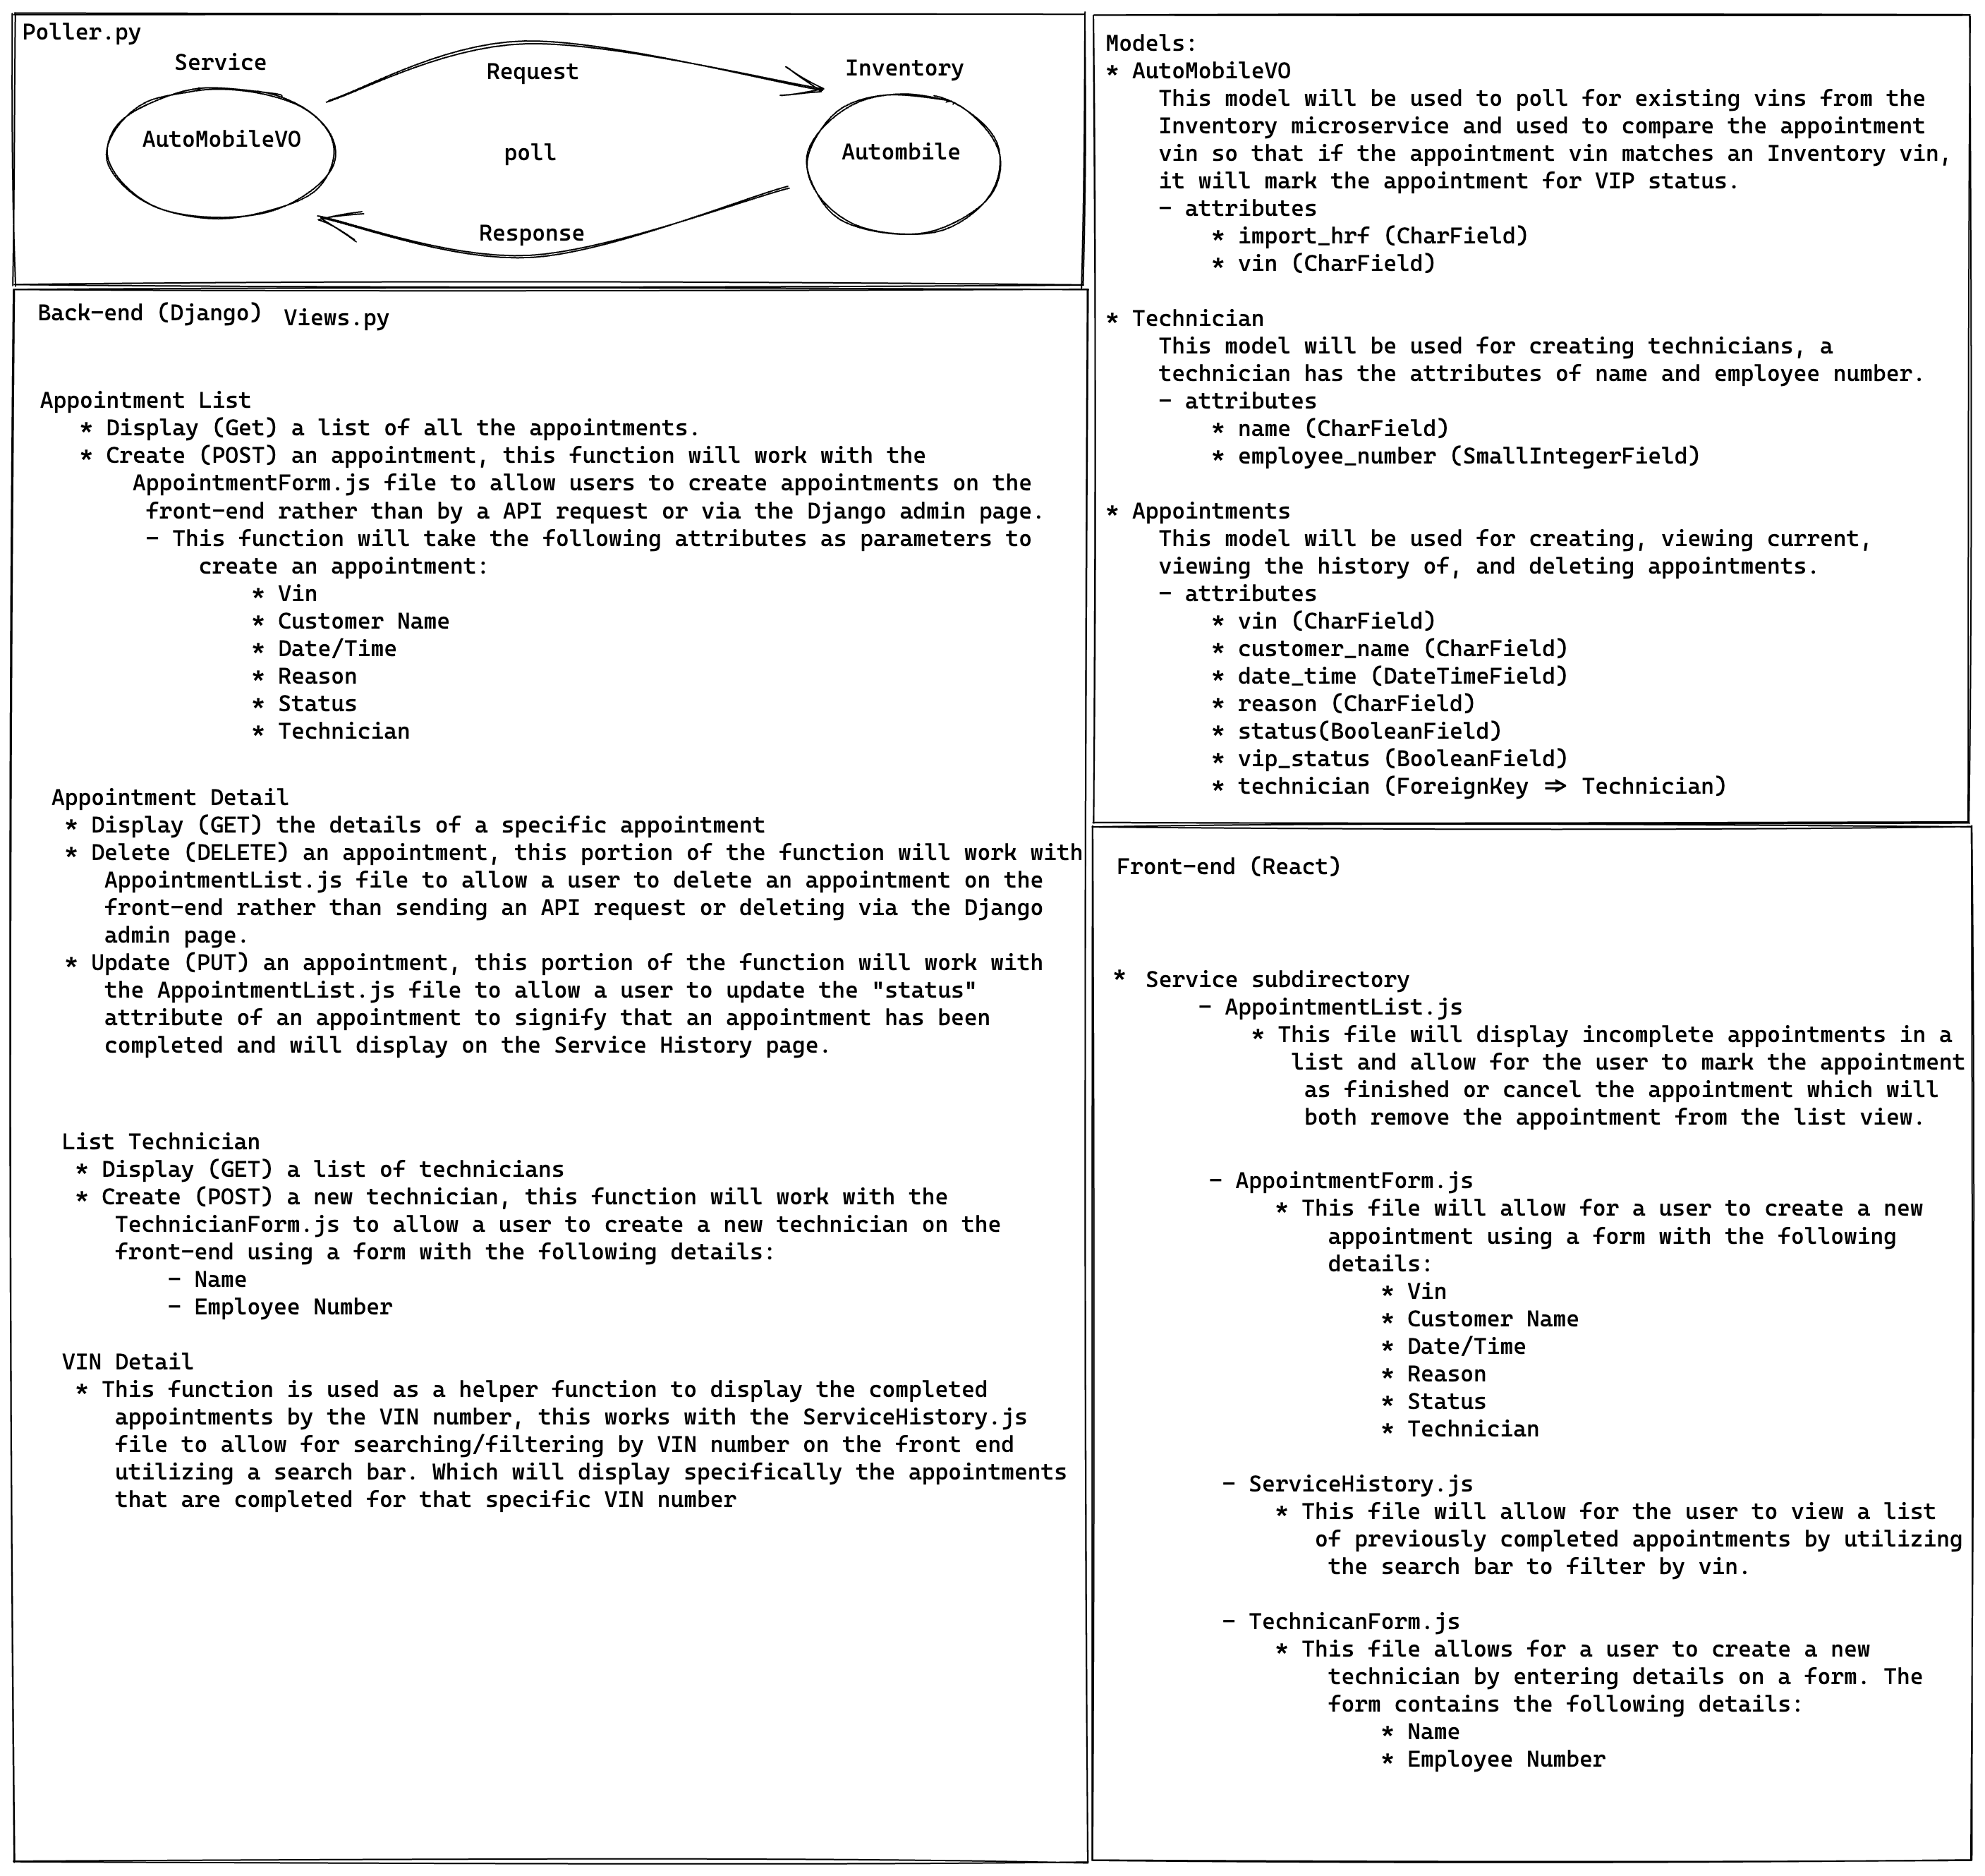 Poller.py
Service
Request
Inventory
AutoMobileVO
poll
Autombile
Response
Back-end (Django) Views.py
Appointment List
* Display (Get) a list of all the appointments.
* Create (POST) an appointment, this function will work with the
AppointmentForm.js file to allow users to create appointments on the
front-end rather than by a API request or via the Django admin page.
- This function will take the following attributes as parameters to
create an appointment:
* Vin
* Customer Name
* Date/Time
* Reason
* Status
* Technician
Appointment Detail
* Display (GET) the details of a specific appointment
* Delete (DELETE) an appointment, this portion of the function will work with
AppointmentList.js file to allow a user to delete an appointment on the
front-end rather than sending an API request or deleting via the Django
admin page.
* Update (PUT) an appointment, this portion of the function will work with
the AppointmentList.js file to allow a user to update the "status"
attribute of an appointment to signify that an appointment has been
completed and will display on the Service History page.
List Technician
* Display (GET) a list of technicians
* Create (POST) a new technician, this function will work with the
TechnicianForm.js to allow a user to create a new technician on the
front-end using a form with the following details:
- Name
- Employee Number
VIN Detail
* This function is used as a helper function to display the completed
appointments by the VIN number, this works with the ServiceHistory.js
file to allow for searching/filtering by VIN number on the front end
utilizing a search bar. Which will display specifically the appointments
that are completed for that specific VIN number
Models:
* AutoMobileVO
This model will be used to poll for existing vins from the
Inventory microservice and used to compare the appointment
vin so that if the appointment vin matches an Inventory vin,
it will mark the appointment for VIP status.
- attributes
* import_hrf (CharField)
* vin (CharField)
* Technician
This model will be used for creating technicians, a
technician has the attributes of name and employee number.
- attributes
* name (CharField)
* employee_number (SmallIntegerField)
* Appointments
This model will be used for creating, viewing current,
viewing the history of, and deleting appointments.
- attributes
* vin (CharField)
* customer_name (CharField)
* date_time (DateTimeField)
* reason (CharField)
* status(BooleanField)
* vip_status (BooleanField)
* technician (ForeignKey => Technician)
Front-end (React)
* Service subdirectory
- AppointmentList.js
* This file will display incomplete appointments in a
list and allow for the user to mark the appointment
as finished or cancel the appointment which will
both remove the appointment from the list view.
- AppointmentForm.js
* This file will allow for a user to create a new
appointment using a form with the following
details:
* Vin
* Customer Name
* Date/Time
* Reason
* Status
* Technician
- ServiceHistory.js
* This file will allow for the user to view a list
of previously completed appointments by utilizing
the search bar to filter by vin.
- TechnicanForm.js
* This file allows for a user to create a new
technician by entering details on a form. The
form contains the following details:
* Name
* Employee Number